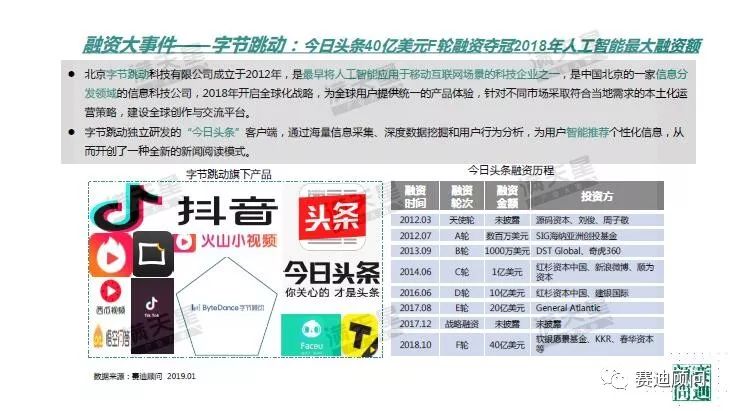 融资大事件——字节跳动：今日头条40亿美元F轮融资夺冠2018年人工智能最大融资额
● 北京字节跳动科技有限公司成立于2012年，是最早将人工智能应用于移动互联网场景的科技企业之一，是中国北京的一家信息分
发领域的信息科技公司，2018年开启全球化战略，为全球用户提供统一的产品体验，针对不同市场采取符合当地需求的本土化运
营策略，建设全球创作与交流平台。
● 字节跳动独立研发的“今日头条”客户端，通过海量信息采集、深度数据挖掘和用户行为分析，为用户智能推荐个性化信息，从
而开创了一种全新的新闻阅读模式。
字节跳动旗下产品
抖音
火山小视频
头条
今日头条
你关心的 才是头条
西瓜视频
Tik Tok
ByteDance字节跳动
悟空问答
Faceu
今日头条融资历程
融资时间 融资轮次 融资金额 投资方
2012.03 天使轮 未披露 源码资本、刘俊、周子敬
2012.07 A轮 数百万美元 SIG海纳亚洲创投基金
2013.09 B轮 1000万美元 DST Global、奇虎360
2014.06 C轮 1亿美元 红杉资本中国、新浪微博、顺为
资本
2016.06 D轮 10亿美元 红杉资本中国、建银国际
2017.08 E轮 20亿美元 General Atlantic
2017.12 战略融资 未披露 未披露
2018.10 F轮 40亿美元 软银愿景基金、KKR、春华资本
等
数据来源：赛迪顾问 2019.01
赛迪顾问
满天星